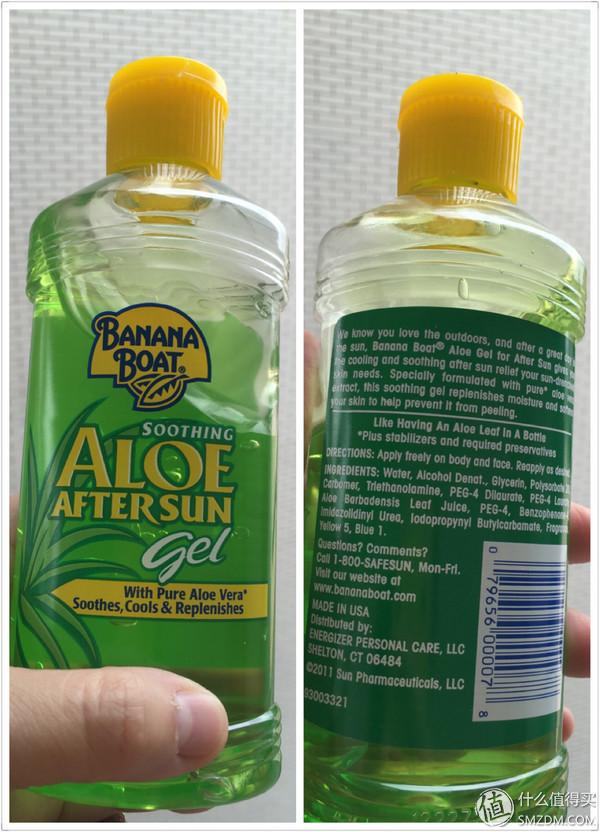 BANANA
BOAT®
SOOTHING
ALOE
AFTER SUN
Gel
With Pure Aloe Vera*
Soothes, Cools & Replenishes
We know you love the outdoors, and after a great day
the sun, Banana Boat® Aloe Gel for After Sun gives
the cooling and soothing after sun relief your
skin needs. Specially formulated with pure* aloe
extract, this soothing gel replenishes moisture and
your skin to help prevent it from peeling.
Like Having An Aloe Leaf In A Bottle
*Plus stabilizers and required preservatives
DIRECTIONS: Apply freely on body and face. Reapply as
INGREDIENTS: Water, Alcohol Denat., Glycerin, Polysorbate
Carbomer, Triethanolamine, PEG-4 Dilaurate, PEG-4
Aloe Barbadensis Leaf Juice, PEG-4,
Imidazolidinyl Urea, Iodopropynyl Butylcarbamate,
Yellow 5, Blue 1.
Questions? Comments?
Call 1-800-SAFESUN, Mon-Fri.
Visit our website at
www.bananaboat.com
MADE IN USA
Distributed by:
ENERGIZER PERSONAL CARE, LLC
SHELTON, CT 06484
©2011 Sun Pharmaceuticals, LLC
93003321
0 79656 00007 8
值 什么值得买
SMZDM.COM